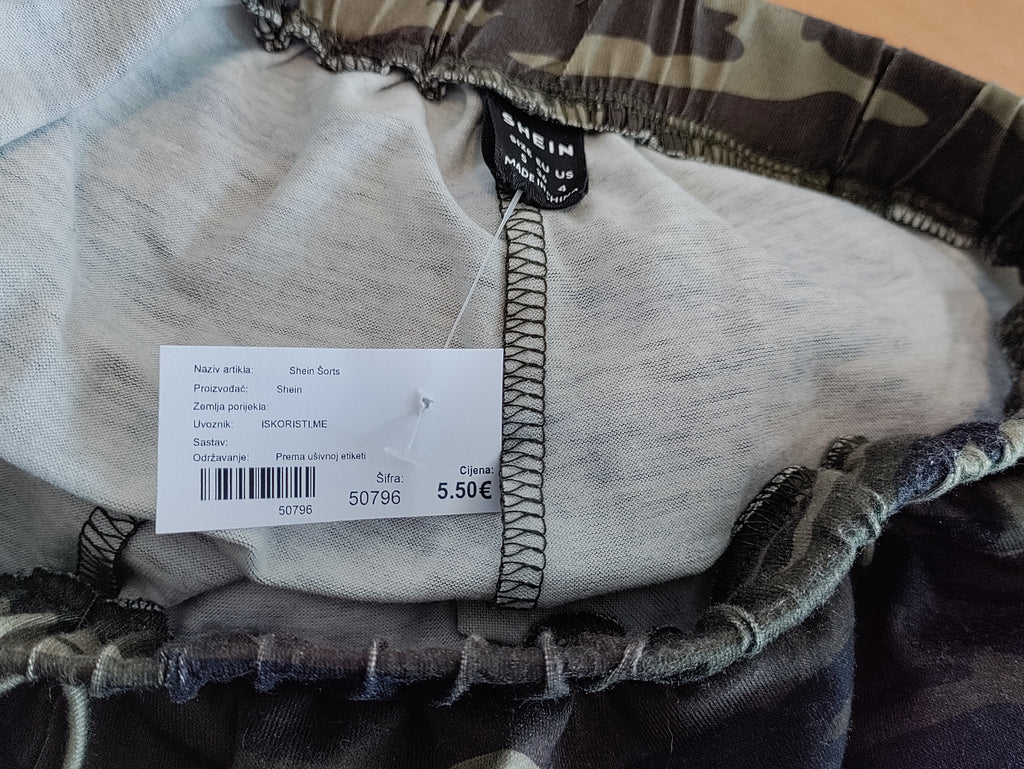 SHEIN
SIZE EU US
S 36 4
MADE IN CHINA
Naziv artikla: Shein Šorts
Proizvođač: Shein
Zemlja porijekla:
Uvoznik: ISKORISTI,ME
Sastav:
Održavanje: Prema ušivnoj etiketi
Šifra: Cijena:
50796 5.50€
50796